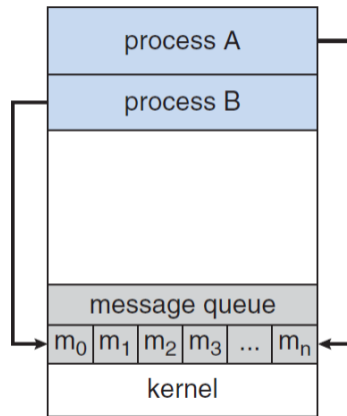 process A
process B
message queue
m₀ m₁ m₂ m₃ ... mₙ
kernel